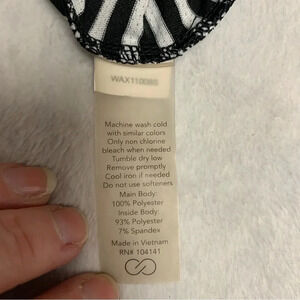 Machine wash cold
with similar colors
Only non chlorine
bleach when needed
Tumble dry low
Remove promptly
Cool iron if needed
Do not use softeners
Main Body:
100% Polyester
Inside Body:
93% Polyester
7% Spandex
Made in Vietnam
RN# 104141